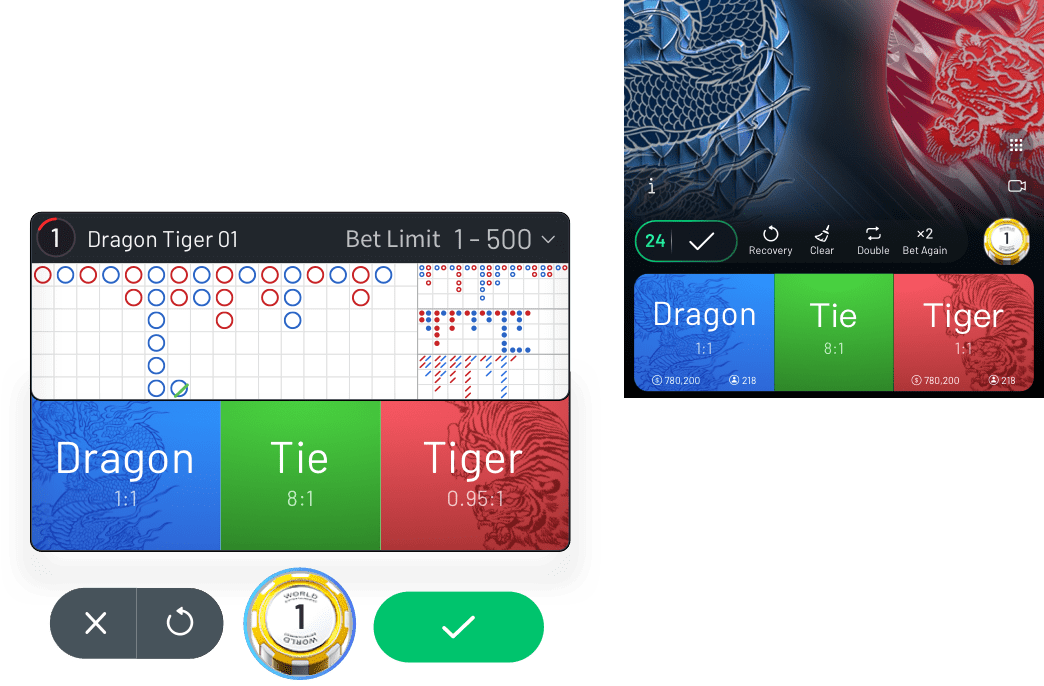 1 Dragon Tiger 01 Bet Limit 1 - 500
Dragon Tie Tiger
1:1 8:1 0.95:1
WORLD
1
WORLD
i
24 Recovery Clear Double ×2 Bet Again 1
Dragon Tie Tiger
1:1 8:1 1:1
$ 780,200 218 $ 780,200 218